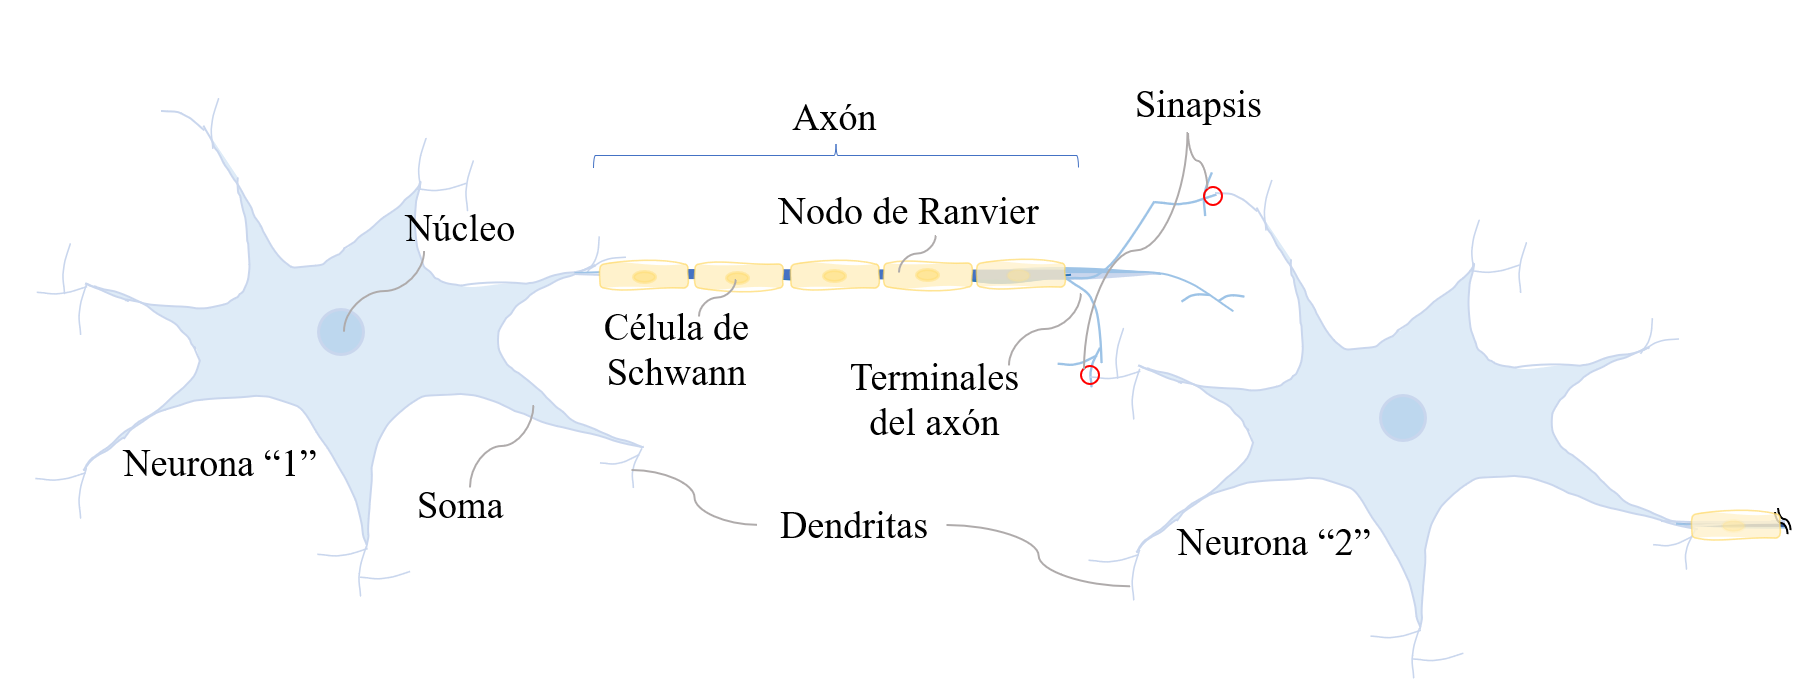 Sinapsis
Axón
Nodo de Ranvier
Núcleo
Célula de
Schwann
Terminales
del axón
Neurona “1”
Soma
Dendritas
Neurona “2”